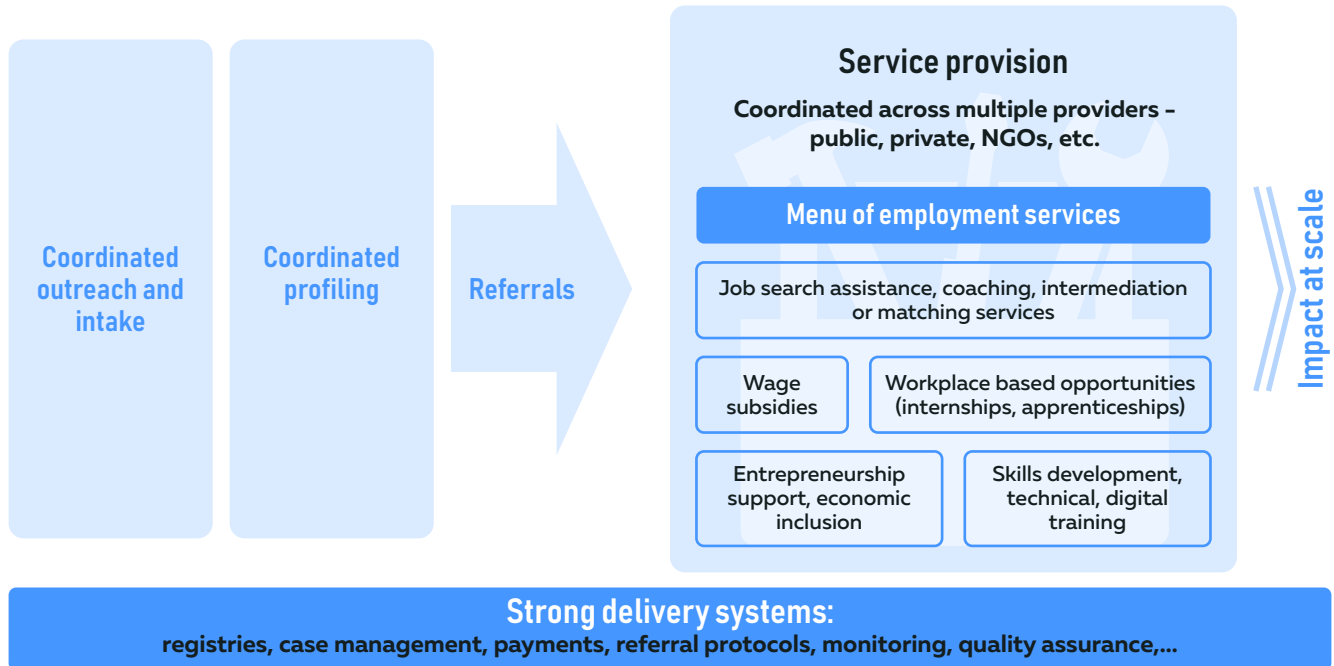 Coordinated
outreach and
intake
Coordinated
profiling
Referrals
Service provision
Coordinated across multiple providers –
public, private, NGOs, etc.
Menu of employment services
Job search assistance, coaching, intermediation
or matching services
Wage
subsidies
Workplace based opportunities
(internships, apprenticeships)
Entrepreneurship
support, economic
inclusion
Skills development,
technical, digital
training
Impact at scale
Strong delivery systems:
registries, case management, payments, referral protocols, monitoring, quality assurance,...